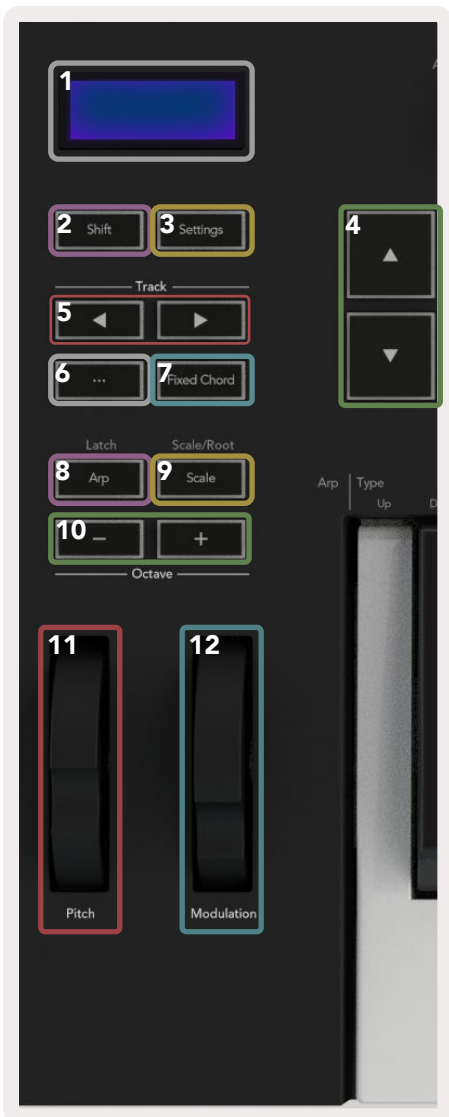 1
A
2 Shift
3 Settings
4
▲
Track
5 ◀ ▶
▼
6 ...
7 Fixed Chord
Latch
Scale/Root
8 Arp
9 Scale
Arp | Type
Up D
10 − +
Octave
11
12
Pitch
Modulation